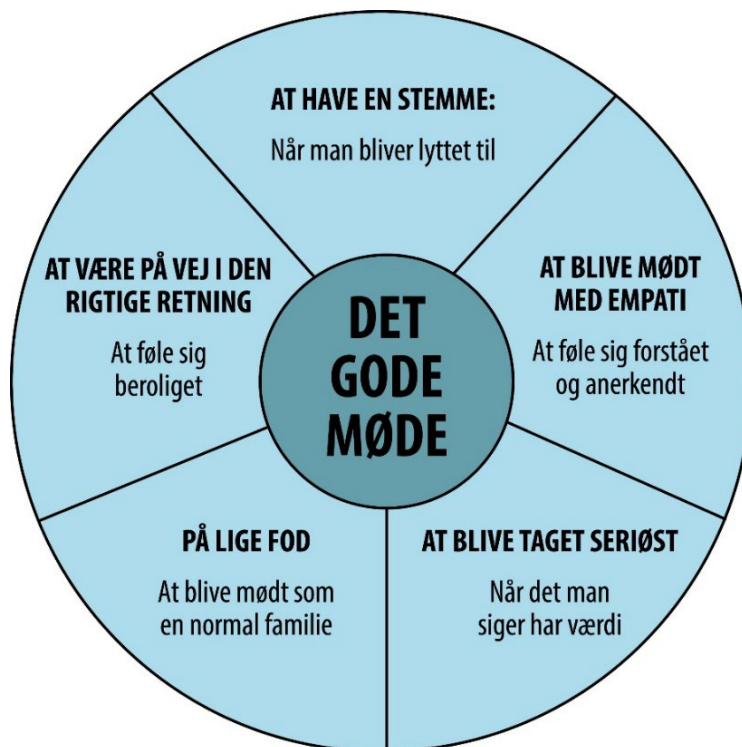 AT HAVE EN STEMME:
Når man bliver lyttet til
AT BLIVE MØDT
MED EMPATI
At føle sig forstået
og anerkendt
AT BLIVE TAGET SERIØST
Når det man
siger har værdi
PÅ LIGE FOD
At blive mødt som
en normal familie
AT VÆRE PÅ VEJ I DEN
RIGTIGE RETNING
At føle sig
beroliget
DET
GODE
MØDE